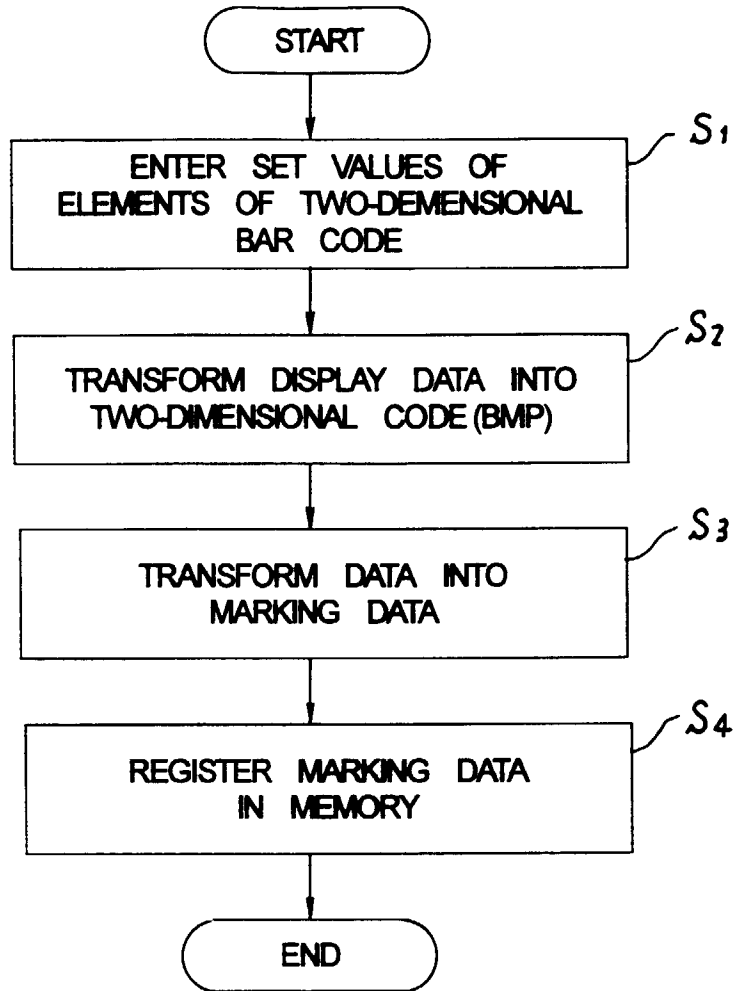 START
S1
ENTER SET VALUES OF
ELEMENTS OF TWO-DEMENSIONAL
BAR CODE
S2
TRANSFORM DISPLAY DATA INTO
TWO-DIMENSIONAL CODE (BMP)
S3
TRANSFORM DATA INTO
MARKING DATA
S4
REGISTER MARKING DATA
IN MEMORY
END